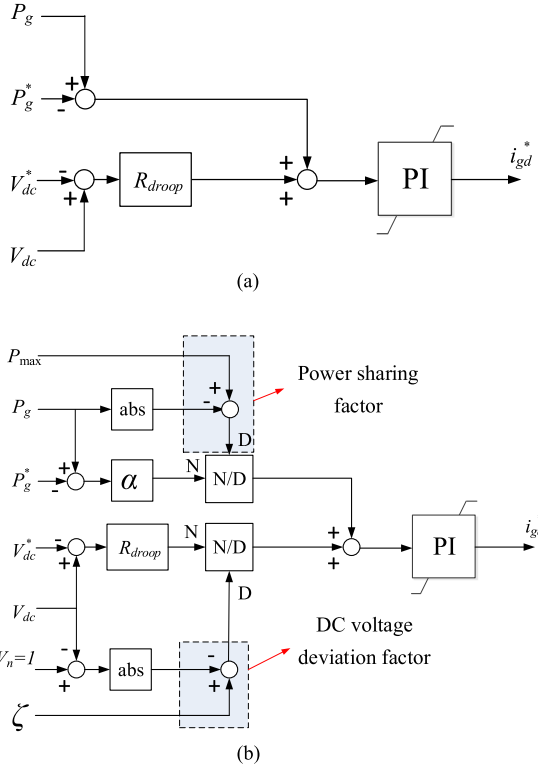 P_g
+
P_g^* -
V_dc^* - + R_droop + + PI i_gd^*
V_dc
(a)
P_max
+ Power sharing
P_g abs - factor
D
P_g^* + - α N N/D
V_dc^* - + R_droop N N/D + + PI i_g
V_dc D
DC voltage
V_n=1 - + abs - + deviation factor
ζ
(b)